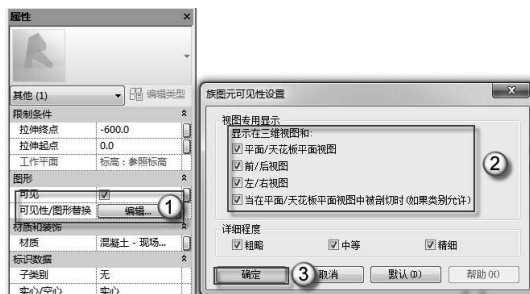 属性
其他 (1)
编辑类型
限制条件
拉伸终点 -600.0
拉伸起点 0.0
工作平面 标高 : 参照标高
图形
可见
可见性/图形替换 编辑... 1
材质和装饰
材质 混凝土 - 现场...
标识数据
子类别 无
实心/空心 实心
族图元可见性设置
视图专用显示
显示在三维视图和:
平面/天花板平面视图
前/后视图
左/右视图
当在平面/天花板平面视图中被剖切时(如果类别允许)
2
详细程度
粗略 中等 精细
确定 3 取消 默认(D) 帮助(H)